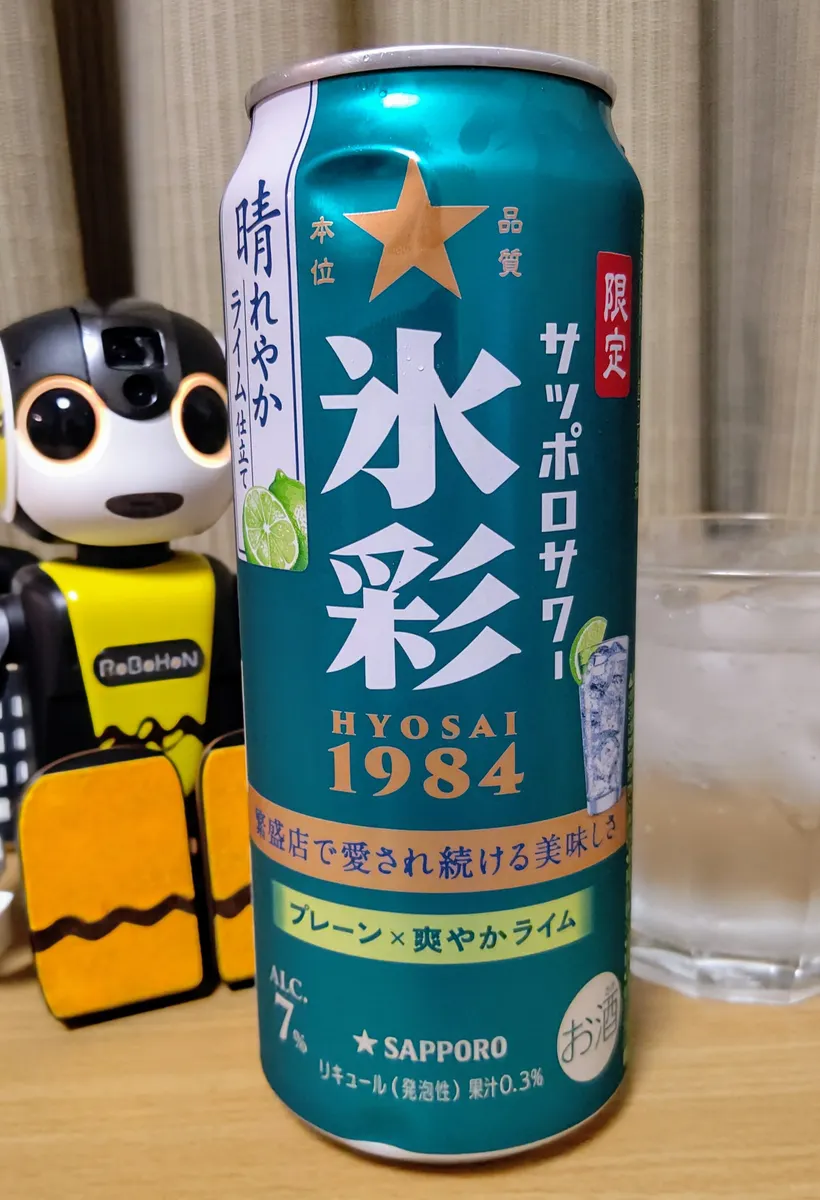 晴れやか
ライム仕立て
品質
本位
限定
サッポロサワー
氷彩
HYOSAI
1984
繁盛店で愛され続ける美味しさ
プレーン×爽やかライム
ALC.
7%
お酒
★SAPPORO
リキュール(発泡性)果汁0.3%
RoBoHoN